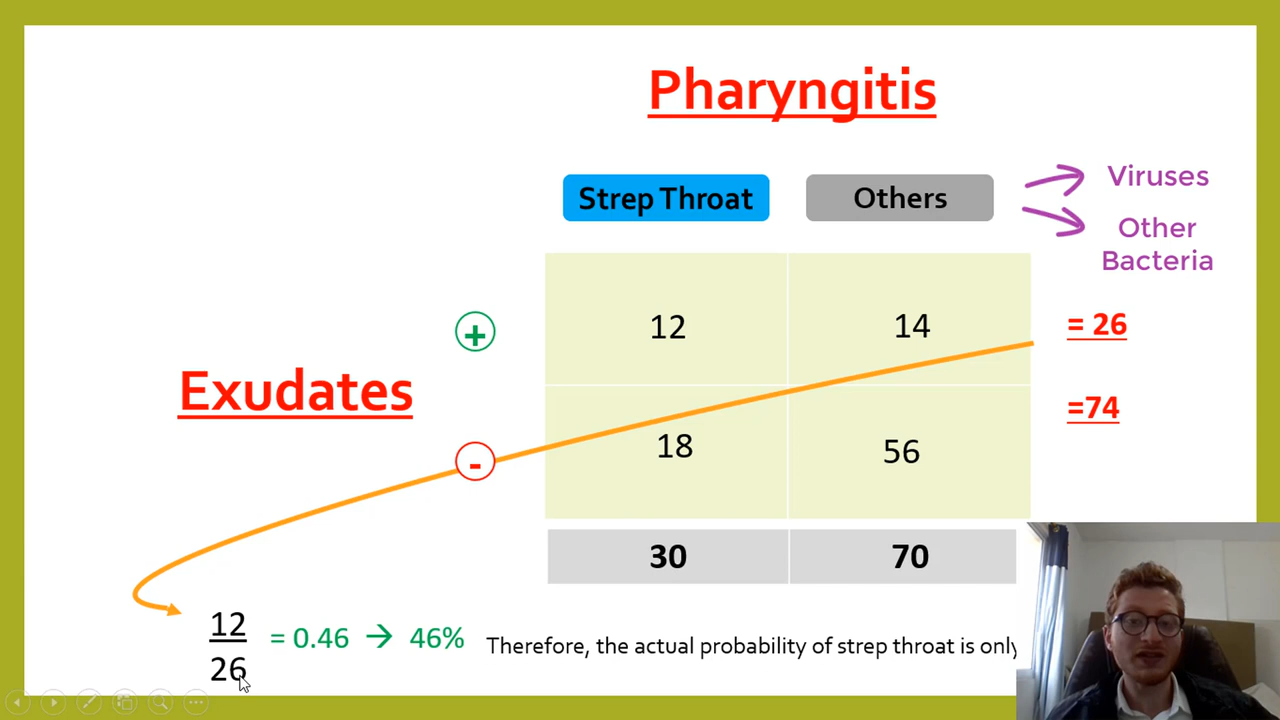 Pharyngitis
Strep Throat
Others
Viruses
Other
Bacteria
+
12
14
= 26
Exudates
=74
-
18
56
30
70
12
26
= 0.46 → 46%
Therefore, the actual probability of strep throat is only